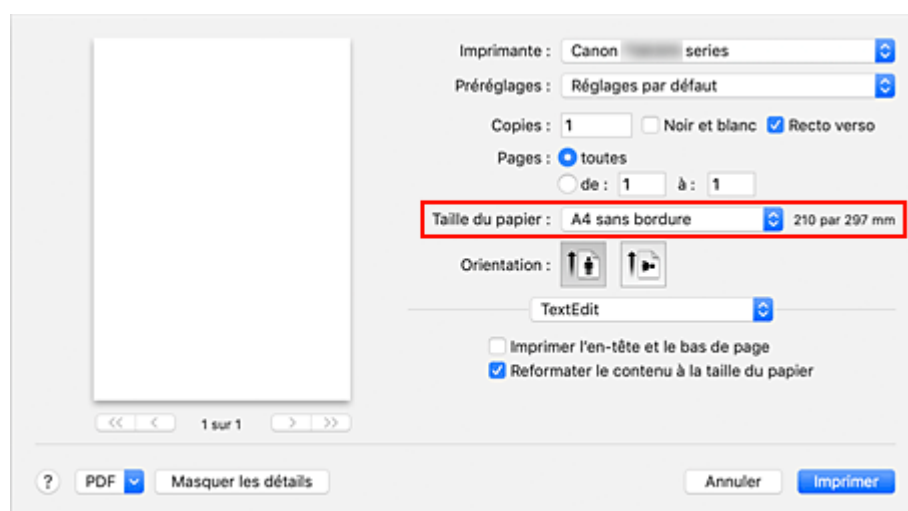 Imprimante : Canon series
Préréglages : Réglages par défaut
Copies : 1 Noir et blanc Recto verso
Pages : toutes
de : 1 à : 1
Taille du papier : A4 sans bordure 210 par 297 mm
Orientation :
TextEdit
Imprimer l'en-tête et le bas de page
Reformater le contenu à la taille du papier
<< < 1 sur 1 > >>
? PDF Masquer les détails Annuler Imprimer